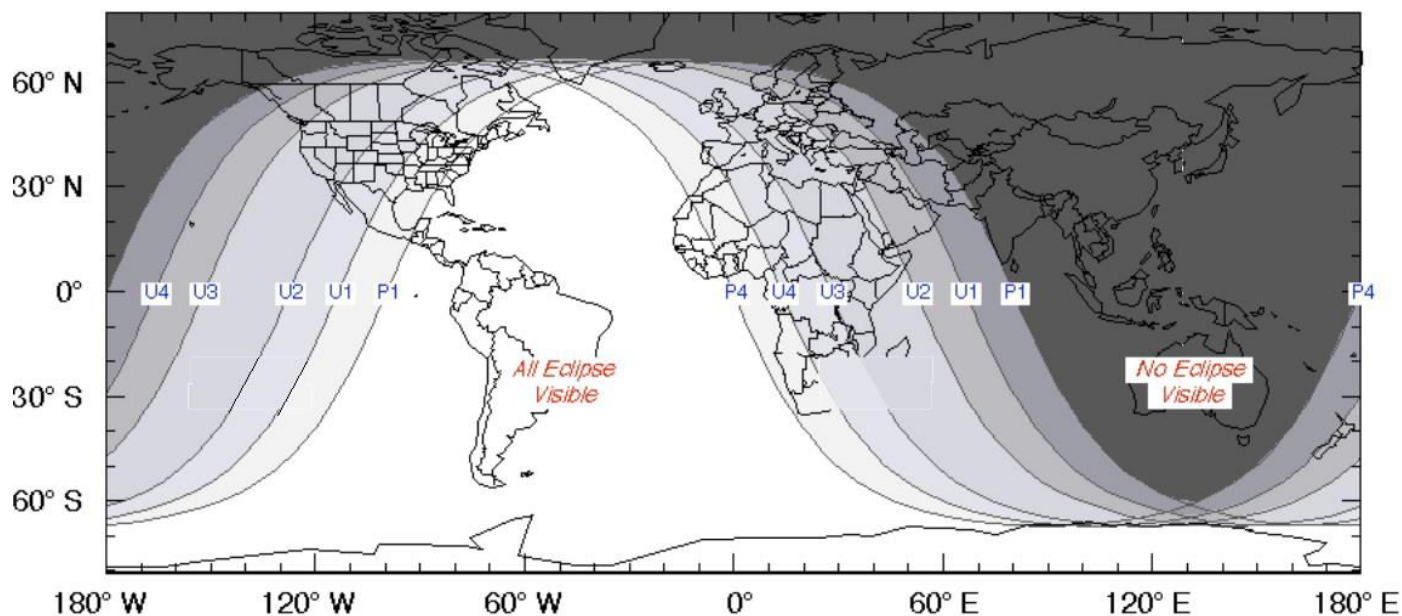 60° N
30° N
0°
30° S
60° S
U4 U3 U2 U1 P1 P4 U4 U3 U2 U1 P1 P4
All Eclipse
Visible
No Eclipse
Visible
180° W 120° W 60° W 0° 60° E 120° E 180° E